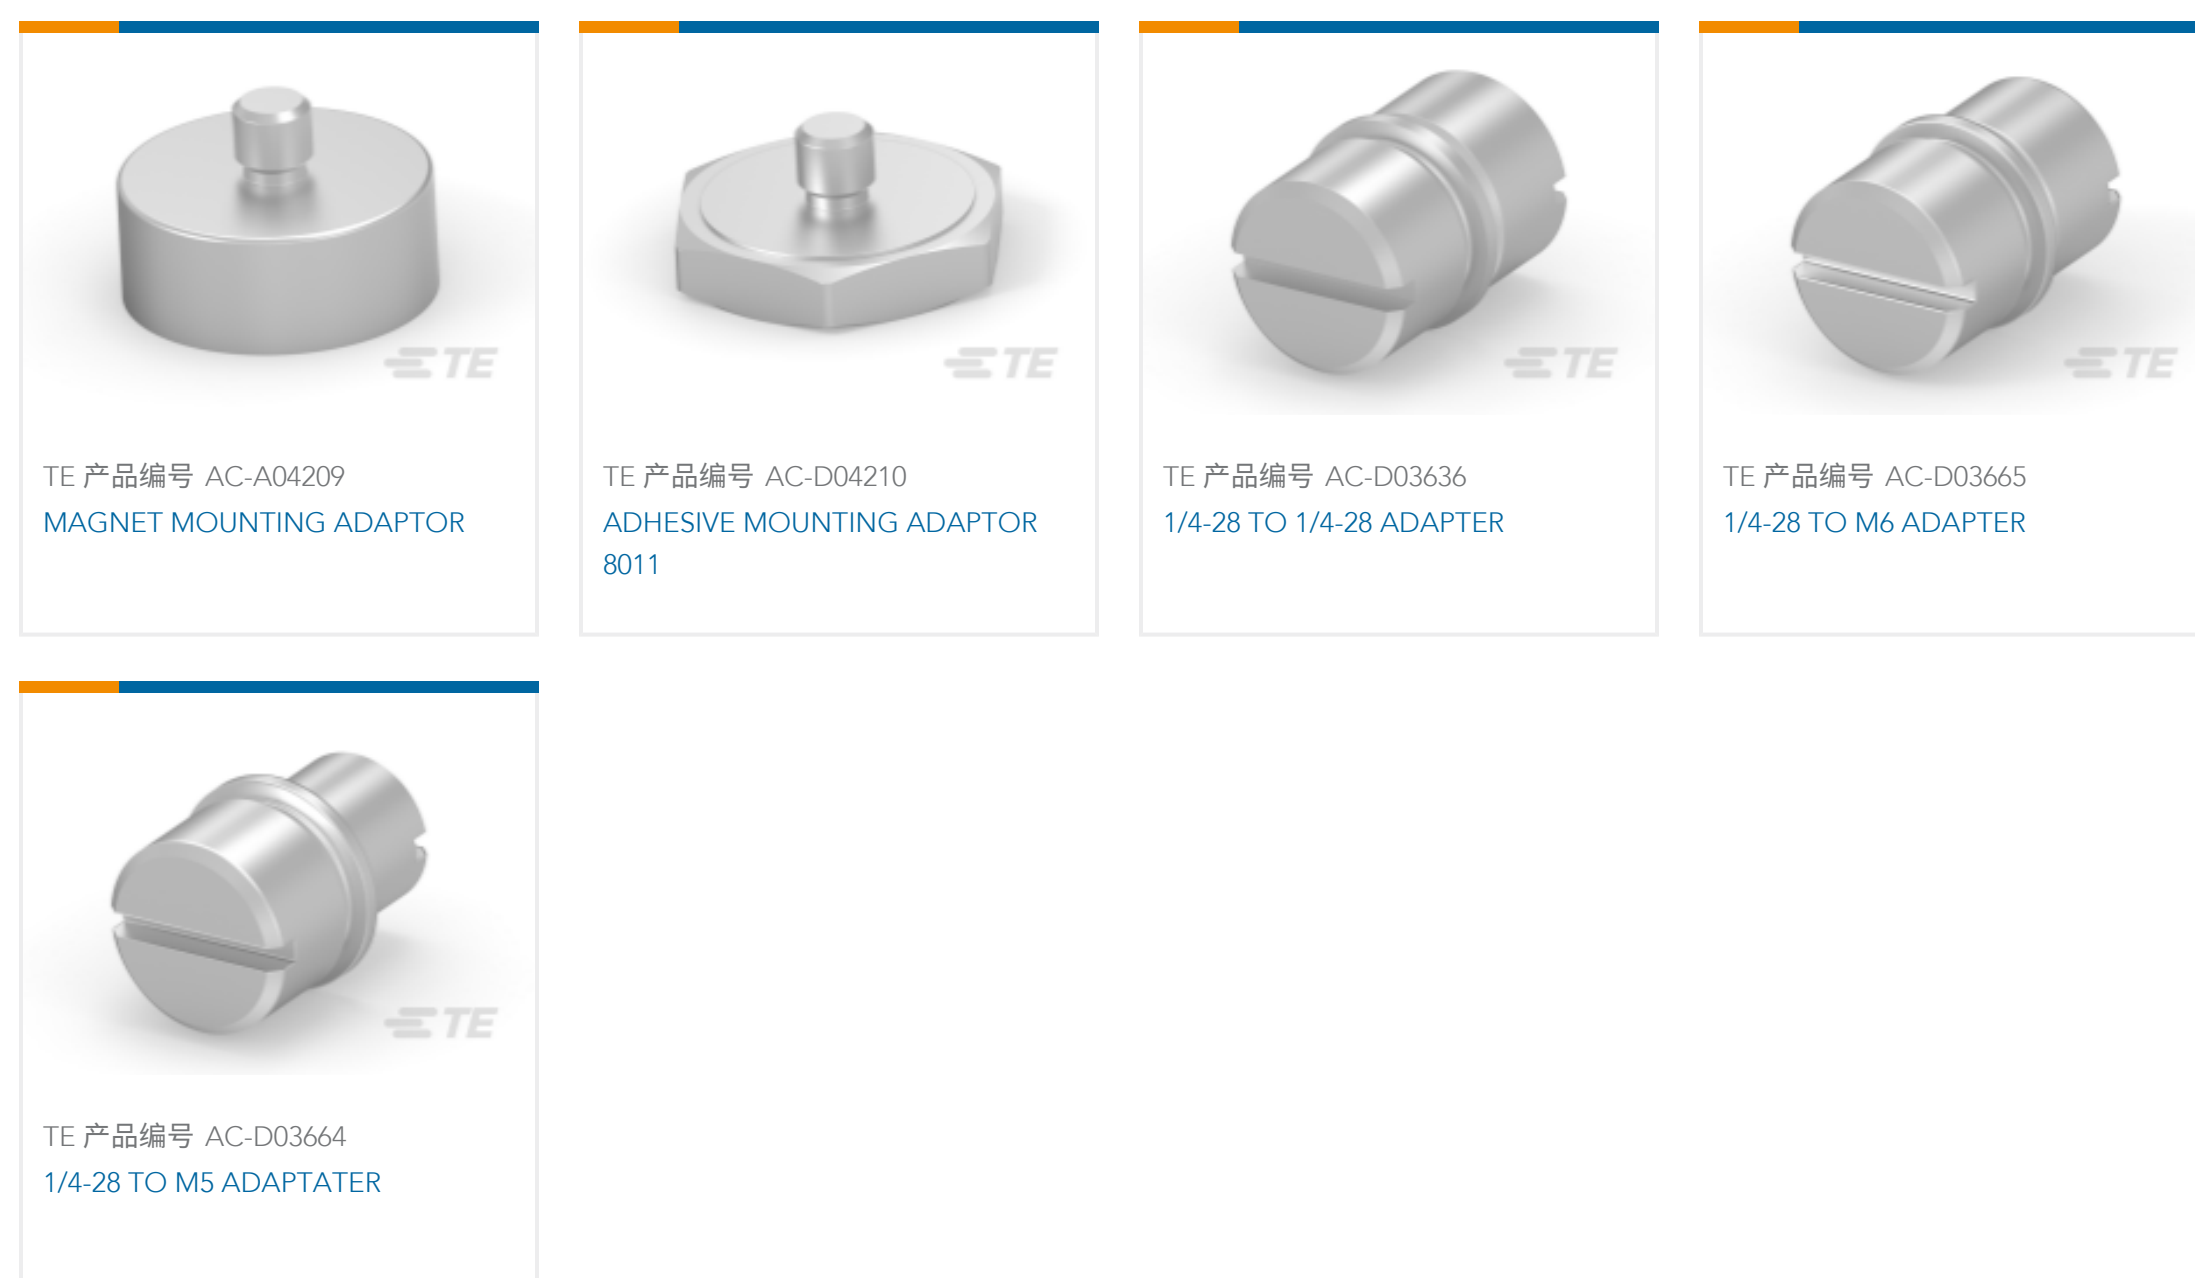 TE
TE 产品编号 AC-A04209
MAGNET MOUNTING ADAPTOR
TE
TE 产品编号 AC-D04210
ADHESIVE MOUNTING ADAPTOR
8011
TE
TE 产品编号 AC-D03636
1/4-28 TO 1/4-28 ADAPTER
TE
TE 产品编号 AC-D03665
1/4-28 TO M6 ADAPTER
TE
TE 产品编号 AC-D03664
1/4-28 TO M5 ADAPTATER